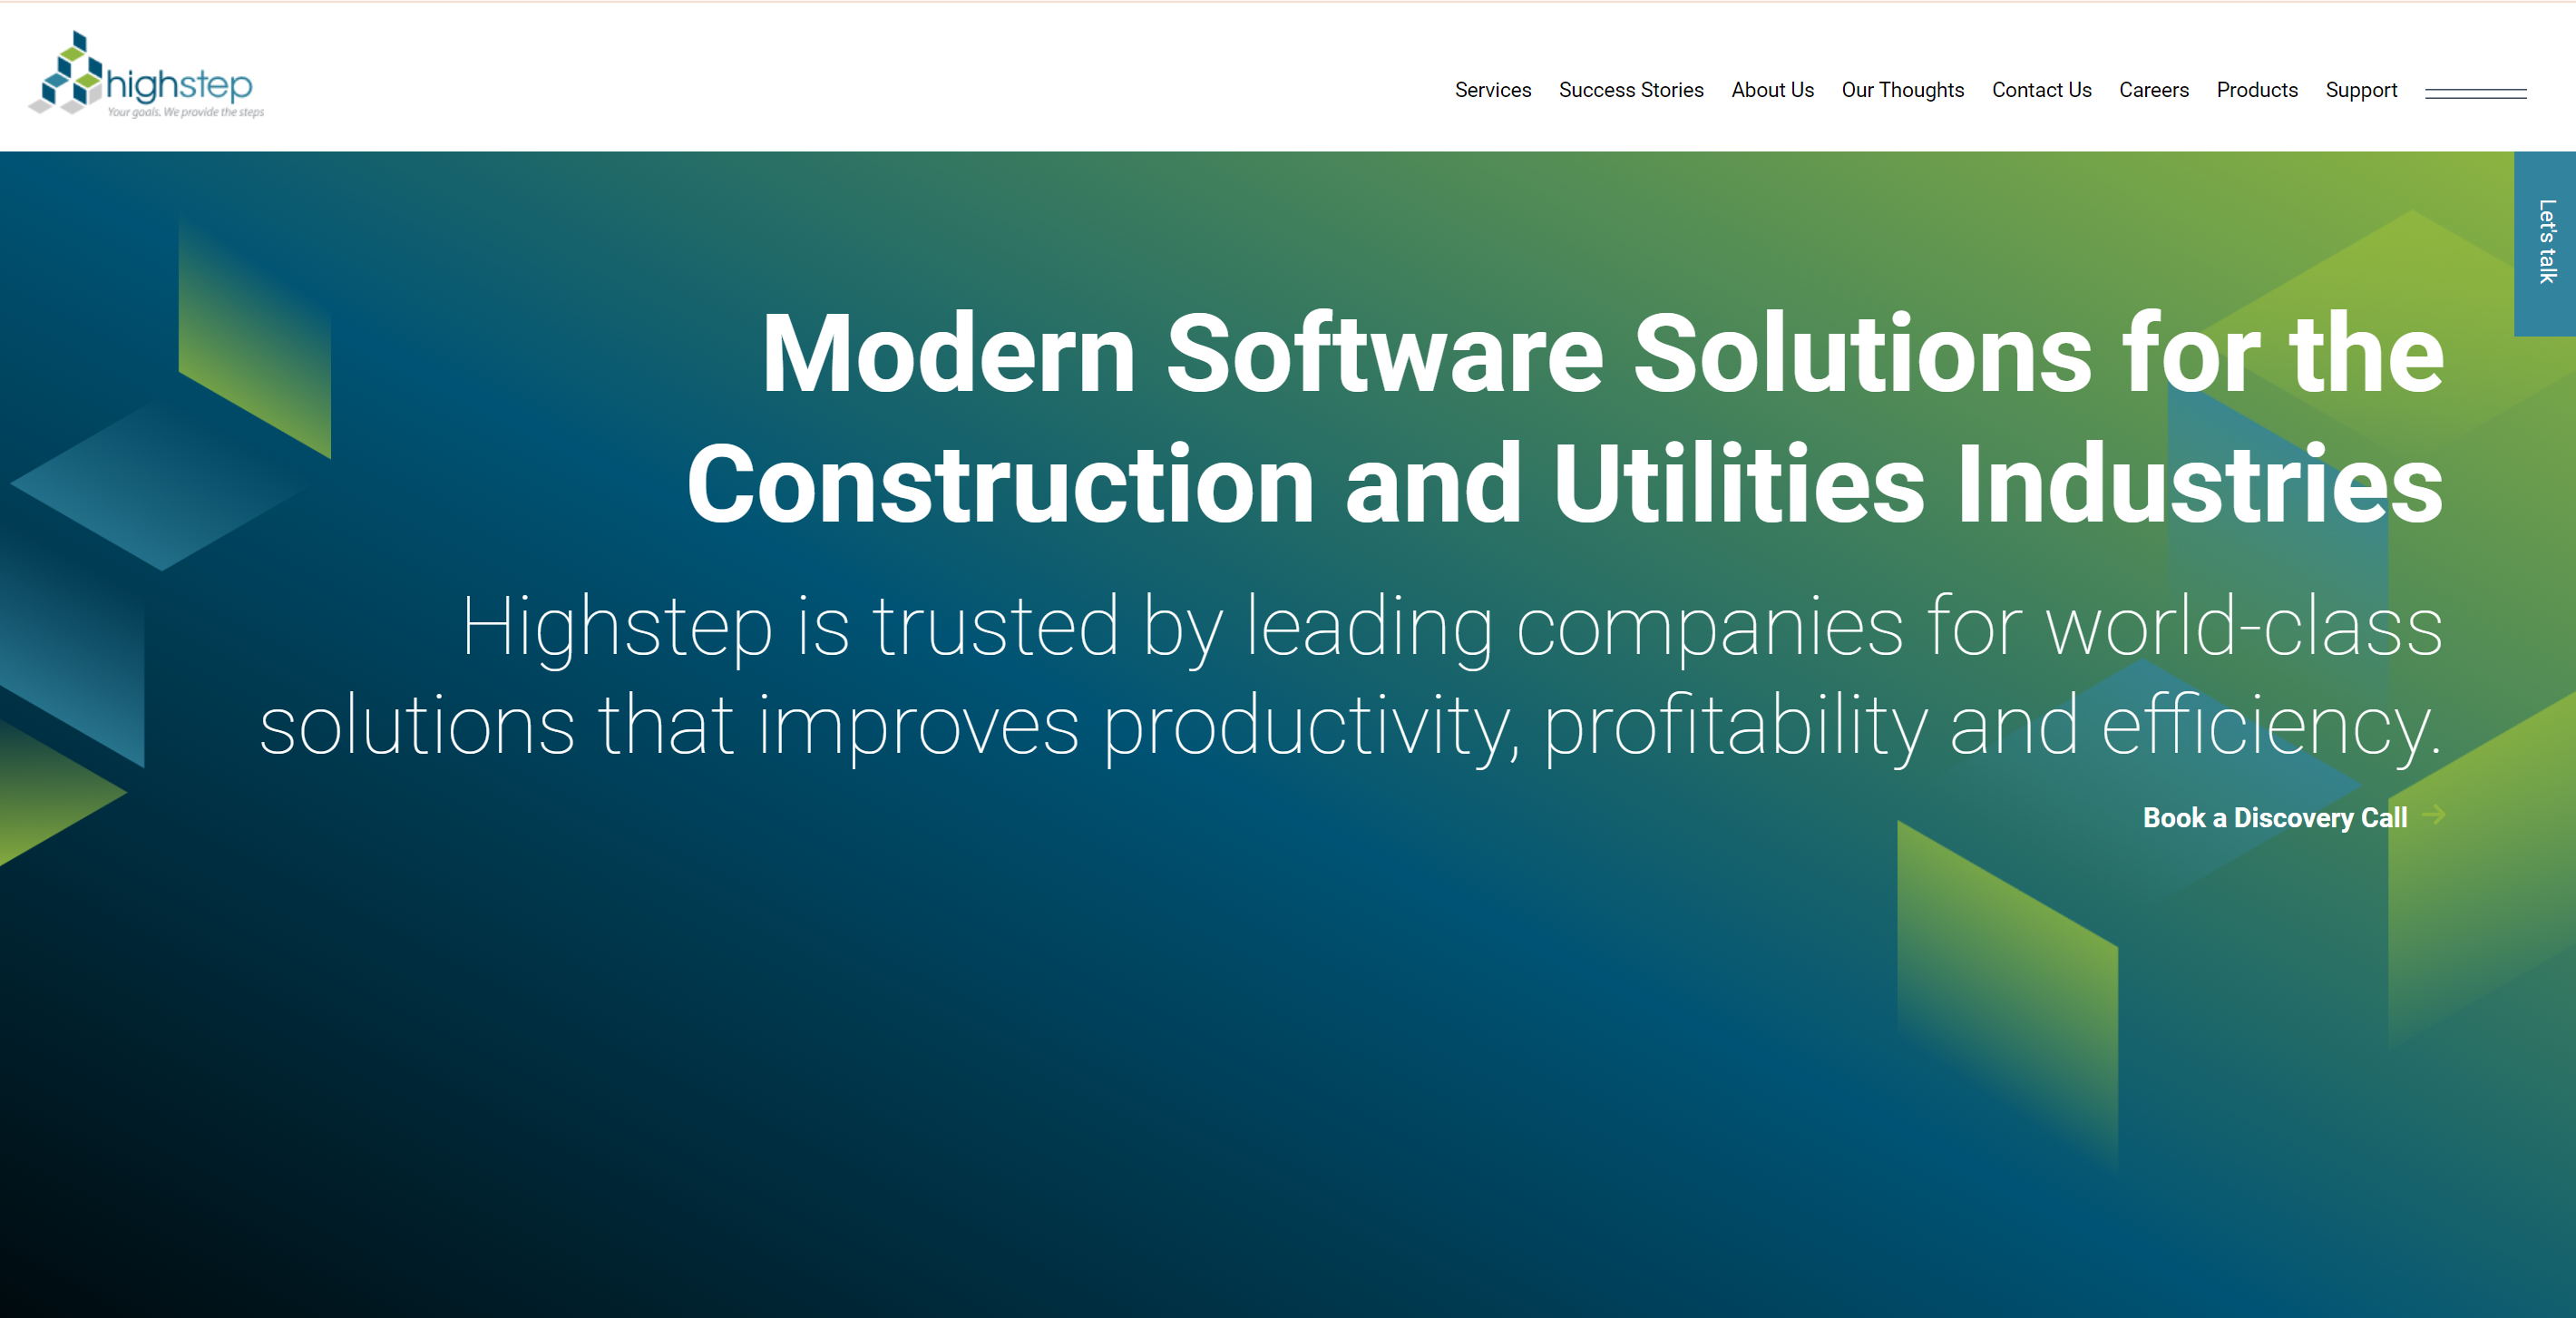 highstep
Your goals. We provide the steps
Services Success Stories About Us Our Thoughts Contact Us Careers Products Support
Let's talk
Modern Software Solutions for the
Construction and Utilities Industries
Highstep is trusted by leading companies for world-class
solutions that improves productivity, profitability and efficiency.
Book a Discovery Call